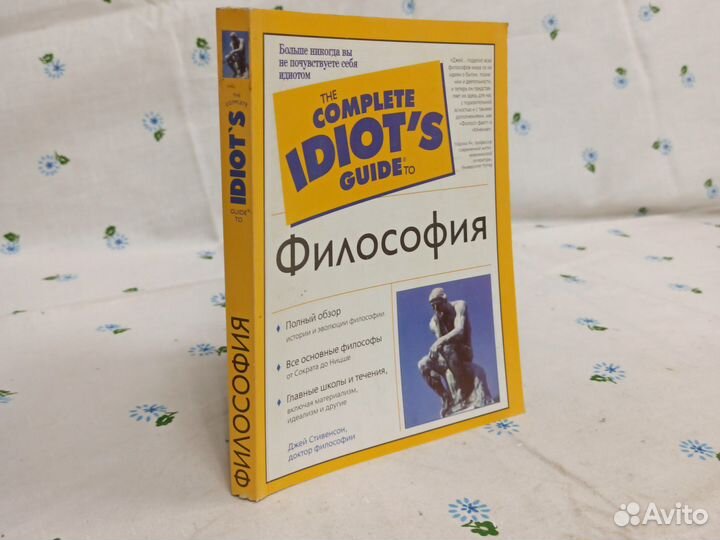 Больше никогда вы
не почувствуете себя
идиотом
THE
COMPLETE
IDIOT'S
GUIDE® TO
Философия
Полный обзор
истории и эволюции философии
Все основные философы
от Сократа до Ницше
Главные школы и течения,
включая материализм,
идеализм и другие
Джей Стивенсон,
доктор философии
THE
COMPLETE
IDIOT'S
GUIDE® TO
ФИЛОСОФИЯ
Avito